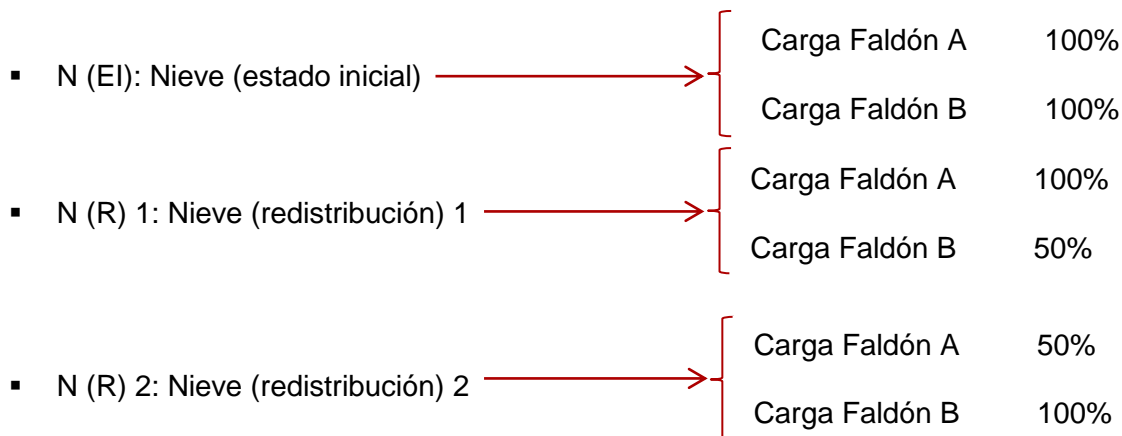 Carga Faldón A 100%
▪ N (EI): Nieve (estado inicial)
Carga Faldón B 100%
Carga Faldón A 100%
▪ N (R) 1: Nieve (redistribución) 1
Carga Faldón B 50%
Carga Faldón A 50%
▪ N (R) 2: Nieve (redistribución) 2
Carga Faldón B 100%